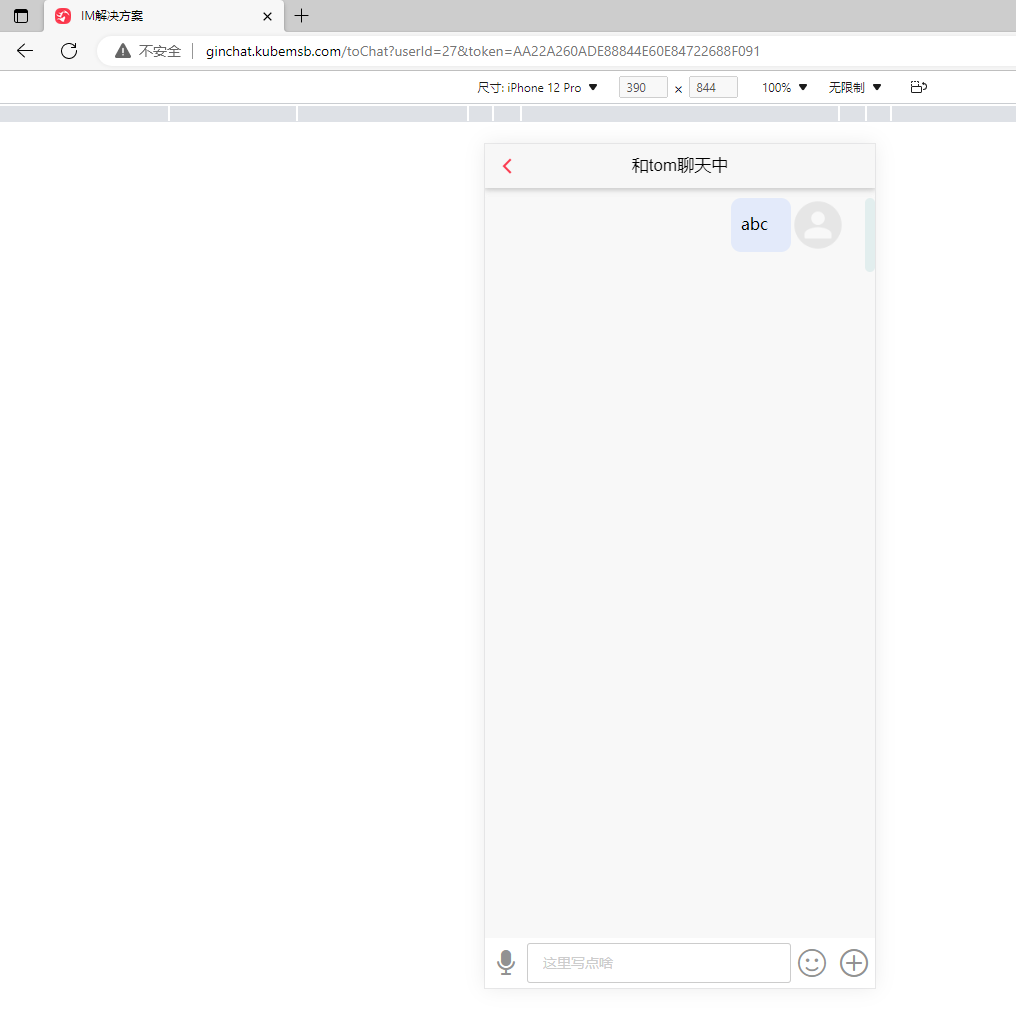 IM解决方案
不安全 ginchat.kubemsb.com/toChat?userId=27&token=AA22A260ADE88844E60E84722688F091
尺寸: iPhone 12 Pro 390 x 844 100% 无限制
和tom聊天中
abc
这里写点啥